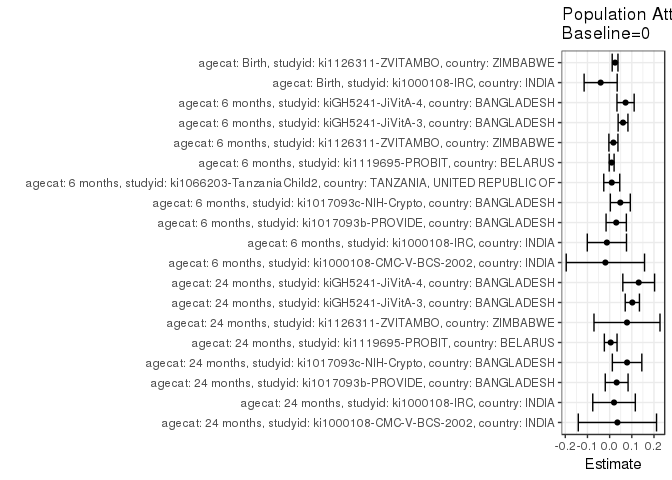 Population Att
Baseline=0
agecat: Birth, studyid: ki1126311-ZVITAMBO, country: ZIMBABWE
agecat: Birth, studyid: ki1000108-IRC, country: INDIA
agecat: 6 months, studyid: kiGH5241-JiVitA-4, country: BANGLADESH
agecat: 6 months, studyid: kiGH5241-JiVitA-3, country: BANGLADESH
agecat: 6 months, studyid: ki1126311-ZVITAMBO, country: ZIMBABWE
agecat: 6 months, studyid: ki1119695-PROBIT, country: BELARUS
agecat: 6 months, studyid: ki1066203-TanzaniaChild2, country: TANZANIA, UNITED REPUBLIC OF
agecat: 6 months, studyid: ki1017093c-NIH-Crypto, country: BANGLADESH
agecat: 6 months, studyid: ki1017093b-PROVIDE, country: BANGLADESH
agecat: 6 months, studyid: ki1000108-IRC, country: INDIA
agecat: 6 months, studyid: ki1000108-CMC-V-BCS-2002, country: INDIA
agecat: 24 months, studyid: kiGH5241-JiVitA-4, country: BANGLADESH
agecat: 24 months, studyid: kiGH5241-JiVitA-3, country: BANGLADESH
agecat: 24 months, studyid: ki1126311-ZVITAMBO, country: ZIMBABWE
agecat: 24 months, studyid: ki1119695-PROBIT, country: BELARUS
agecat: 24 months, studyid: ki1017093c-NIH-Crypto, country: BANGLADESH
agecat: 24 months, studyid: ki1017093b-PROVIDE, country: BANGLADESH
agecat: 24 months, studyid: ki1000108-IRC, country: INDIA
agecat: 24 months, studyid: ki1000108-CMC-V-BCS-2002, country: INDIA
-0.2 -0.1 0.0 0.1 0.2
Estimate